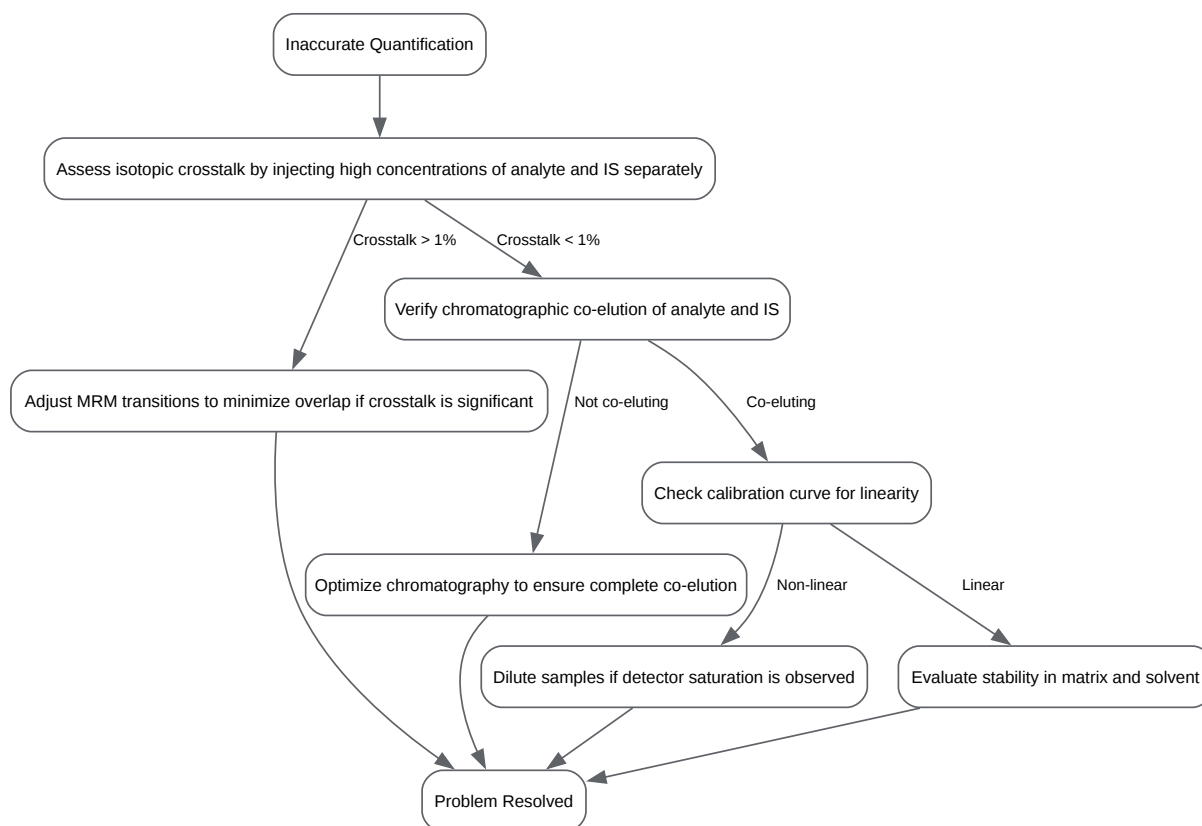 Inaccurate Quantification
Assess isotopic crosstalk by injecting high concentrations of analyte and IS separately
Crosstalk > 1%
Crosstalk < 1%
Verify chromatographic co-elution of analyte and IS
Adjust MRM transitions to minimize overlap if crosstalk is significant
Not co-eluting
Co-eluting
Check calibration curve for linearity
Optimize chromatography to ensure complete co-elution
Non-linear
Linear
Dilute samples if detector saturation is observed
Evaluate stability in matrix and solvent
Problem Resolved